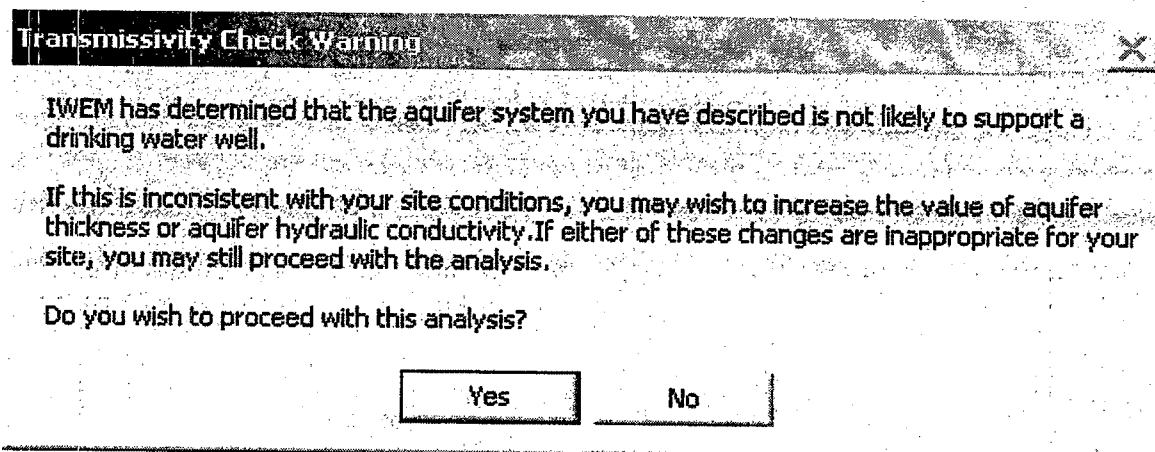 Transmissivity Check Warning
IWEM has determined that the aquifer system you have described is not likely to support a
drinking water well.
If this is inconsistent with your site conditions, you may wish to increase the value of aquifer
thickness or aquifer hydraulic conductivity.If either of these changes are inappropriate for your
site, you may still proceed with the analysis.
Do you wish to proceed with this analysis?
Yes No